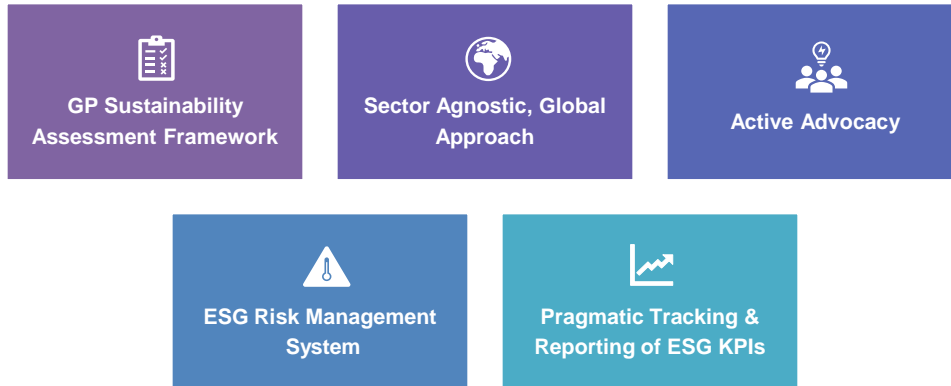 GP Sustainability
Assessment Framework
Sector Agnostic, Global
Approach
Active Advocacy
ESG Risk Management
System
Pragmatic Tracking &
Reporting of ESG KPIs